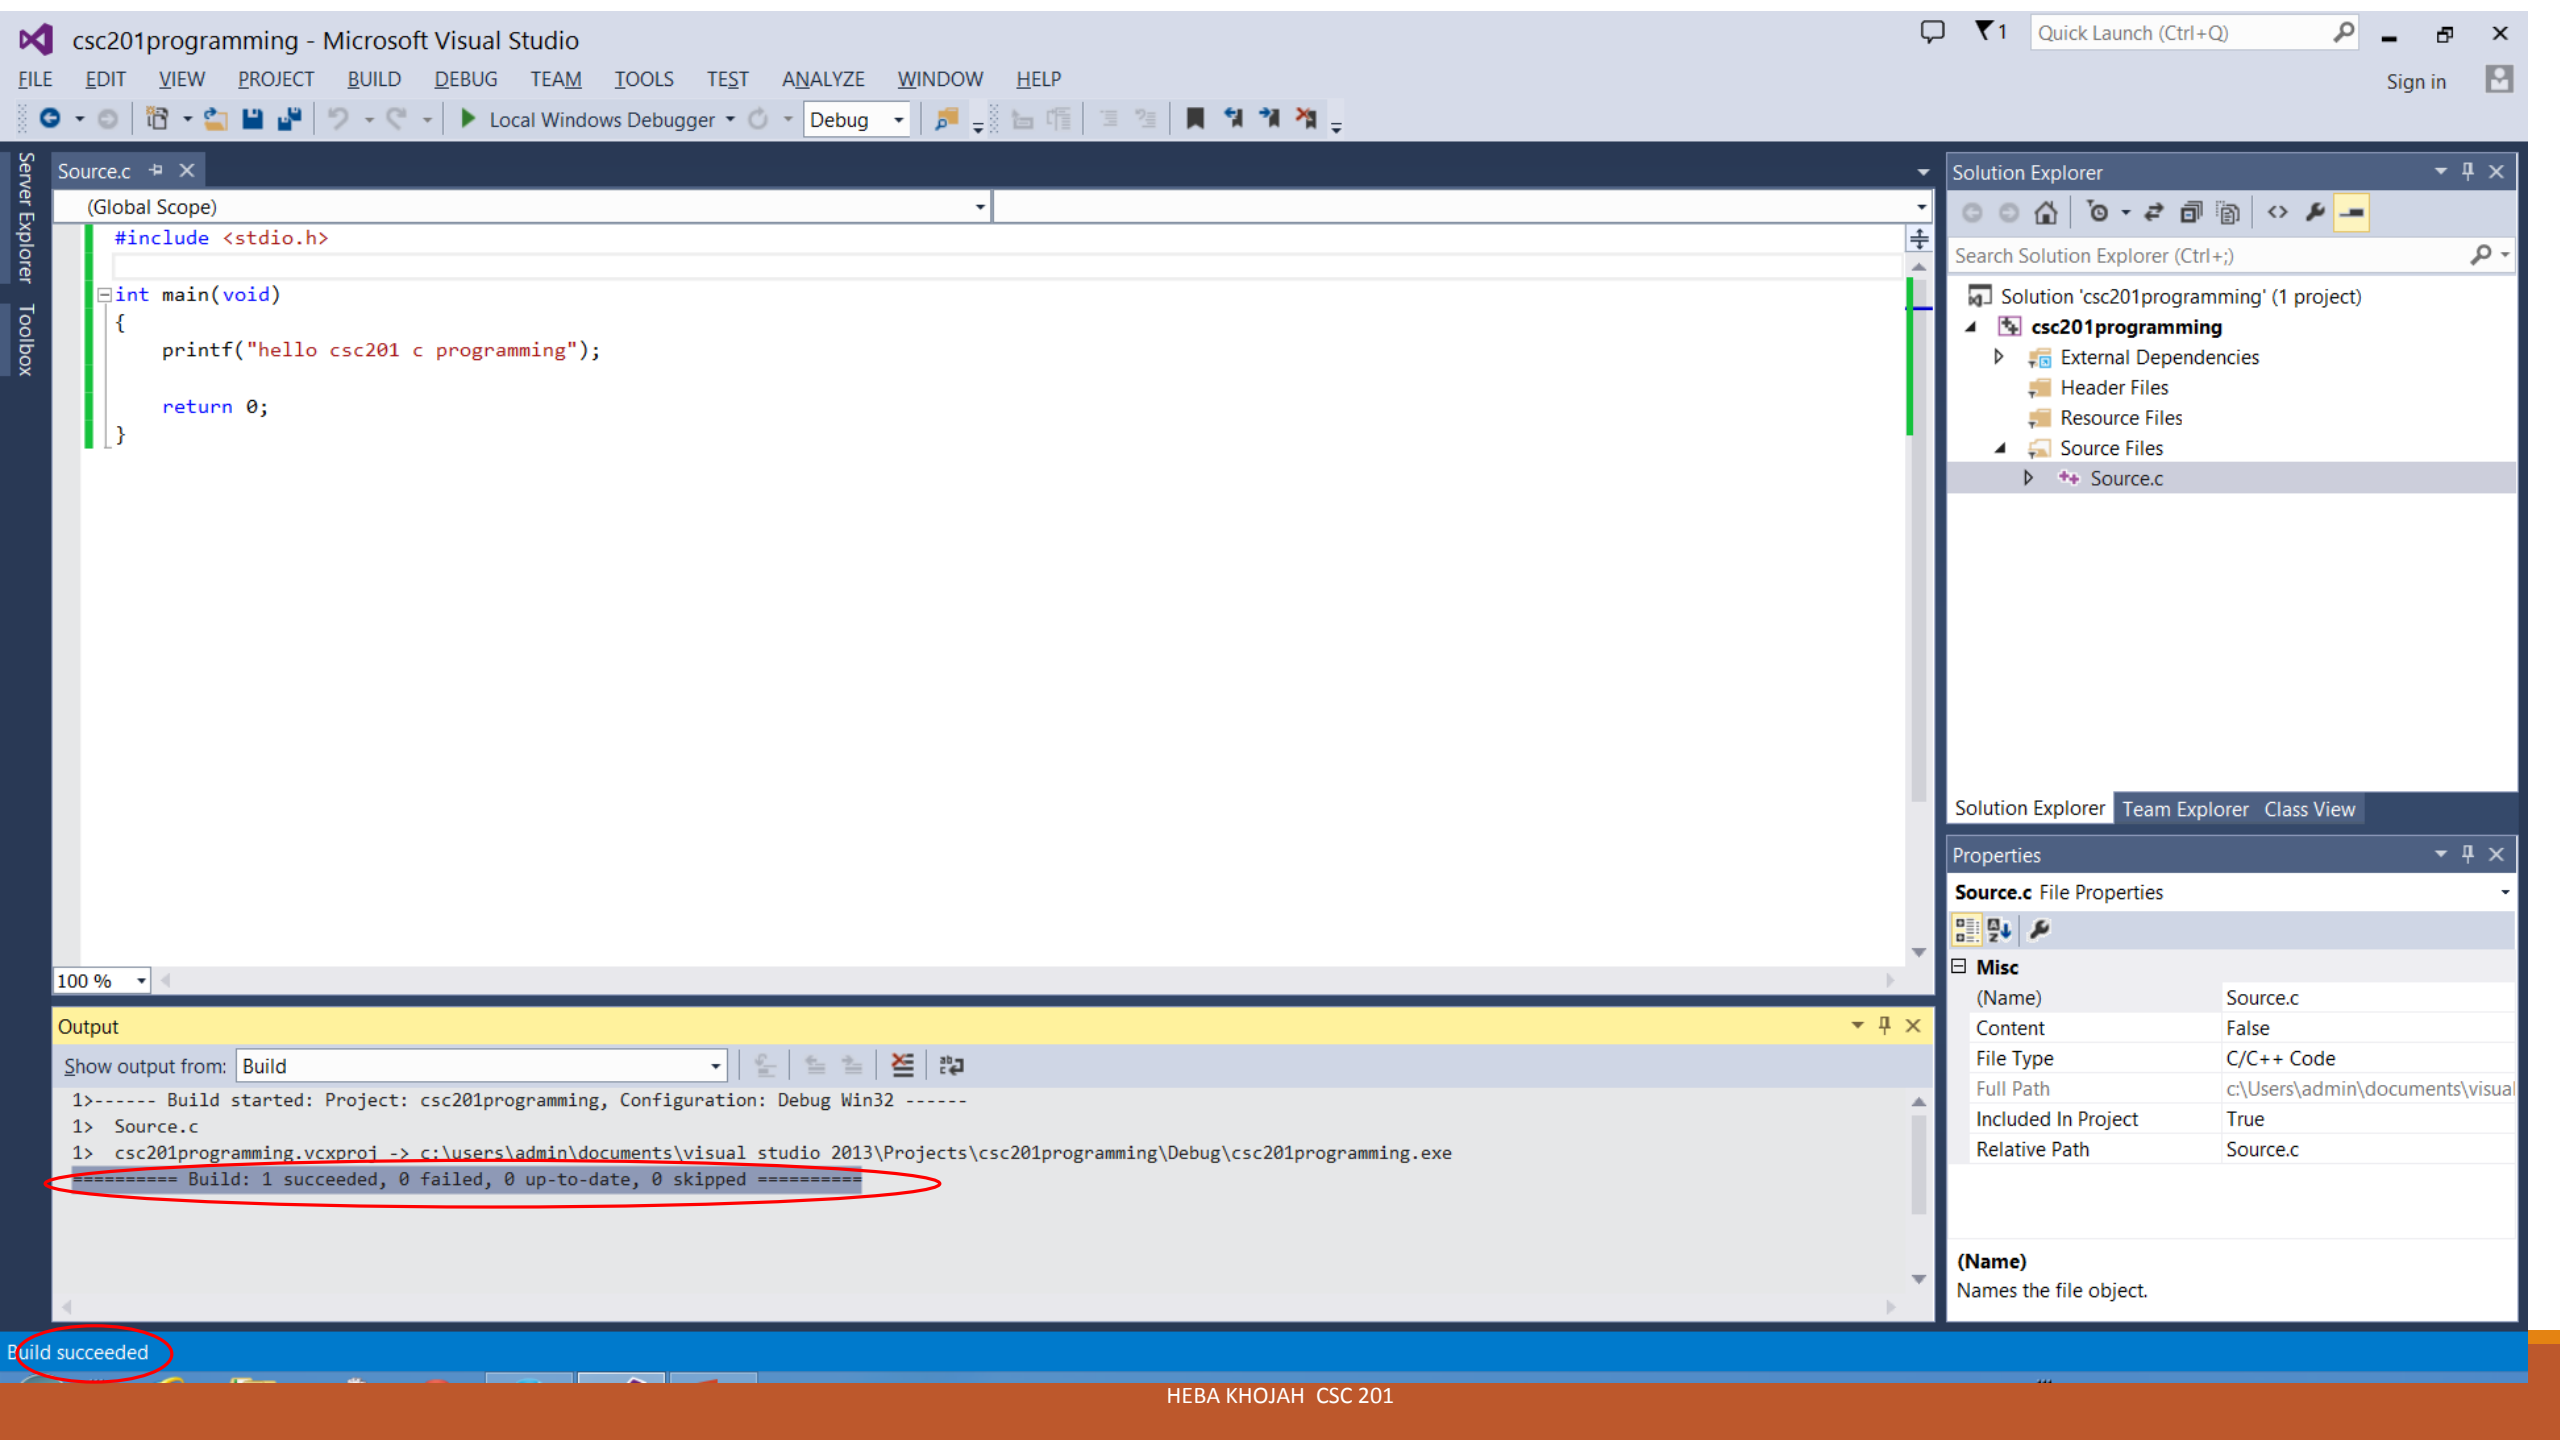 csc201programming - Microsoft Visual Studio
1
Quick Launch (Ctrl+Q)
FILE EDIT VIEW PROJECT BUILD DEBUG TEAM TOOLS TEST ANALYZE WINDOW HELP
Sign in
Local Windows Debugger
Debug
Server Explorer
Toolbox
Source.c
(Global Scope)
#include <stdio.h>
int main(void)
{
printf("hello csc201 c programming");
return 0;
}
100 %
Solution Explorer
Search Solution Explorer (Ctrl+;)
Solution 'csc201programming' (1 project)
csc201programming
External Dependencies
Header Files
Resource Files
Source Files
Source.c
Solution Explorer Team Explorer Class View
Output
Show output from: Build
1>------ Build started: Project: csc201programming, Configuration: Debug Win32 ------
1> Source.c
1> csc201programming.vcxproj -> c:\users\admin\documents\visual studio 2013\Projects\csc201programming\Debug\csc201programming.exe
========== Build: 1 succeeded, 0 failed, 0 up-to-date, 0 skipped ==========
Properties
Source.c File Properties
Misc
(Name) Source.c
Content False
File Type C/C++ Code
Full Path c:\Users\admin\documents\visual
Included In Project True
Relative Path Source.c
(Name)
Names the file object.
Build succeeded
HEBA KHOJAH CSC 201